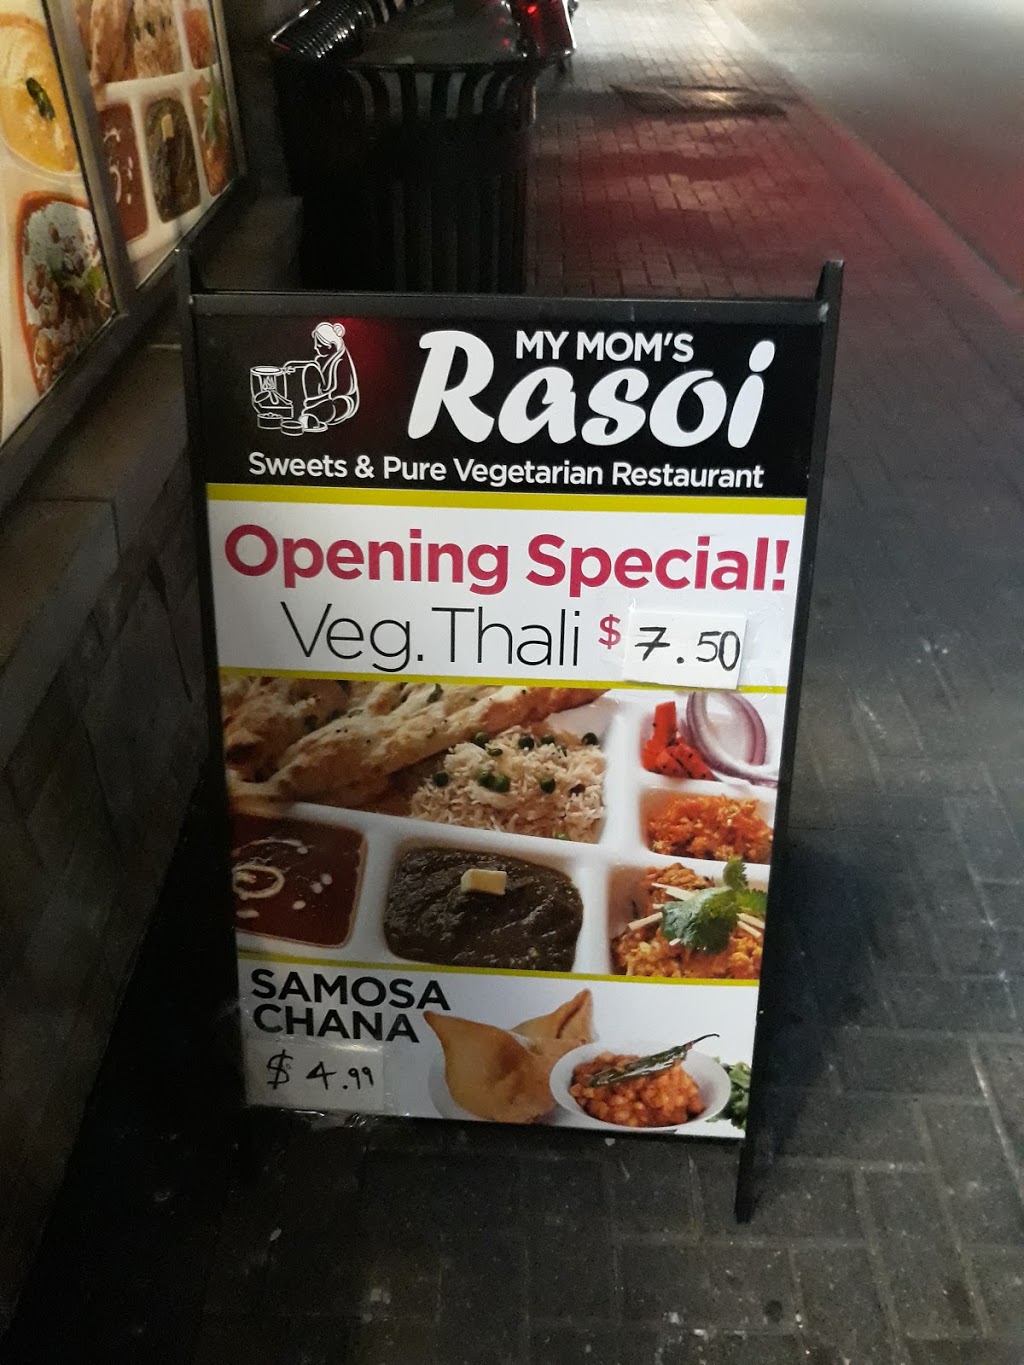 MY MOM'S
Rasoi
Sweets & Pure Vegetarian Restaurant
Opening Special!
Veg. Thali $ 7.50
SAMOSA
CHANA
$ 4.99